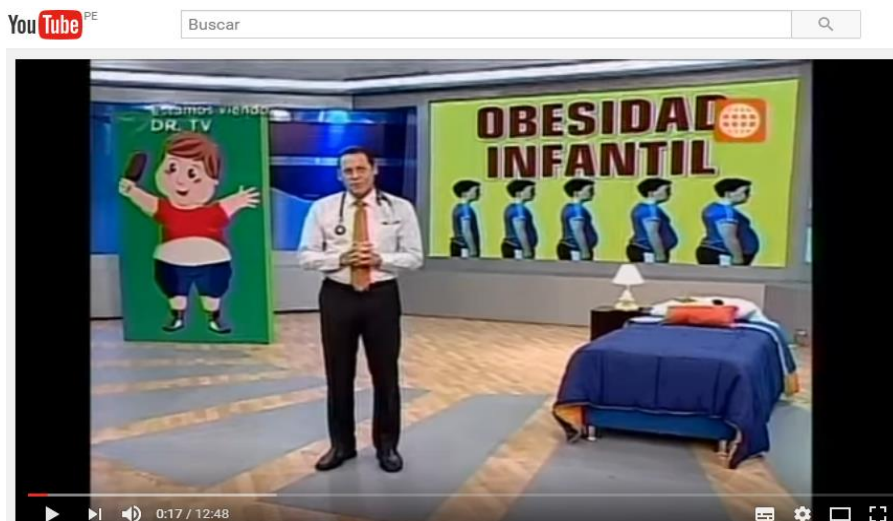 YouTube PE
Buscar
Estamos viendo
DR. TV
OBESIDAD
INFANTIL
0:17 / 12:48